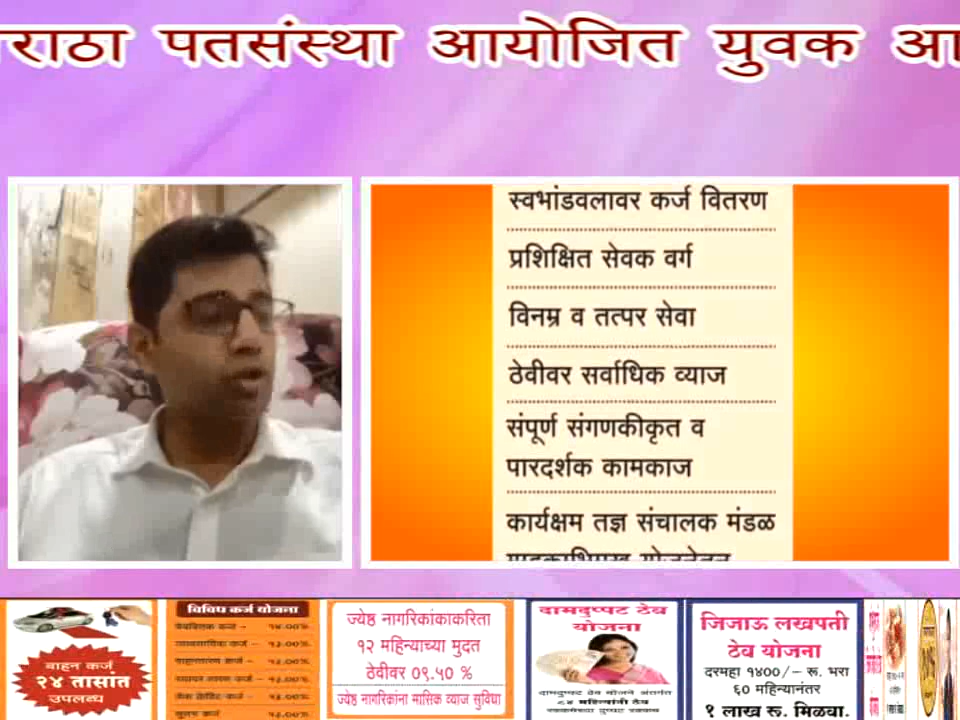 राठा पतसंस्था आयोजित युवक आ
स्वभांडवलावर कर्ज वितरण
प्रशिक्षित सेवक वर्ग
विनम्र व तत्पर सेवा
ठेवीवर सर्वाधिक व्याज
संपूर्ण संगणकीकृत व
पारदर्शक कामकाज
कार्यक्षम तज्ञ संचालक मंडळ
वाहन कर्ज
२४ तासांत
उपलब्ध
विविध कर्ज योजना
ज्येष्ठ नागरिकांकाकरिता
१२ महिन्याच्या मुदत
ठेवीवर ०९.५० %
ज्येष्ठ नागरिकांना मासिक व्याज सुविधा
दामदुप्पट ठेव
योजना
जिजाऊ लखपती
ठेव योजना
दरमहा १४००/– रू. भरा
६० महिन्यानंतर
१ लाख रू. मिळवा.